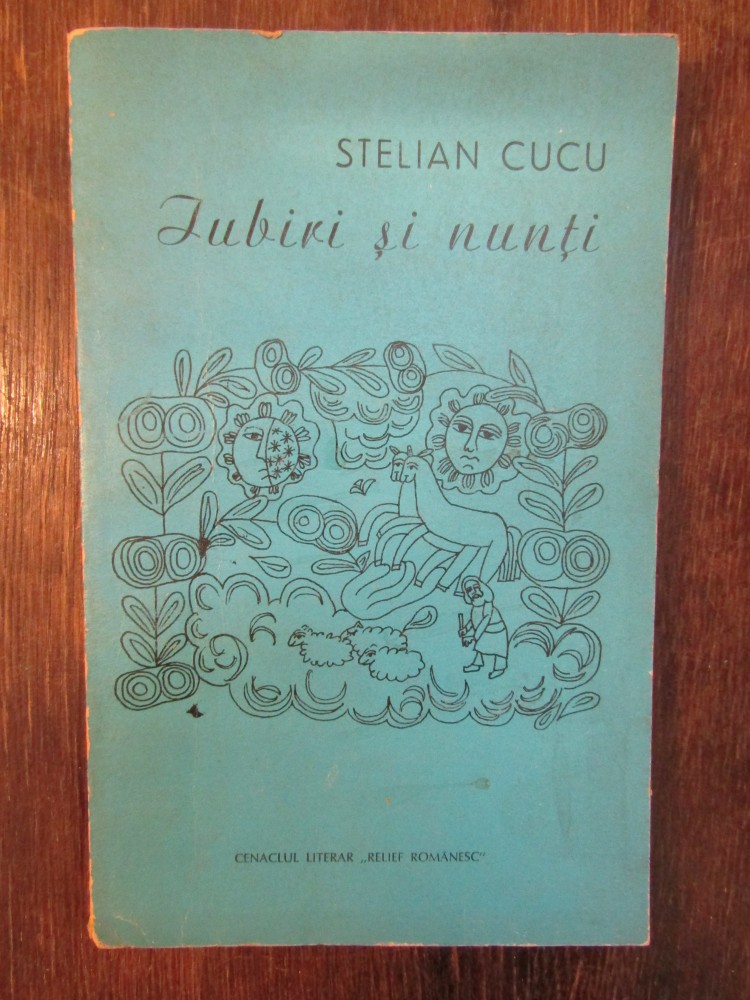 STELIAN CUCU
Iubiri și nunți
CENACLUL LITERAR „RELIEF ROMÂNESC”